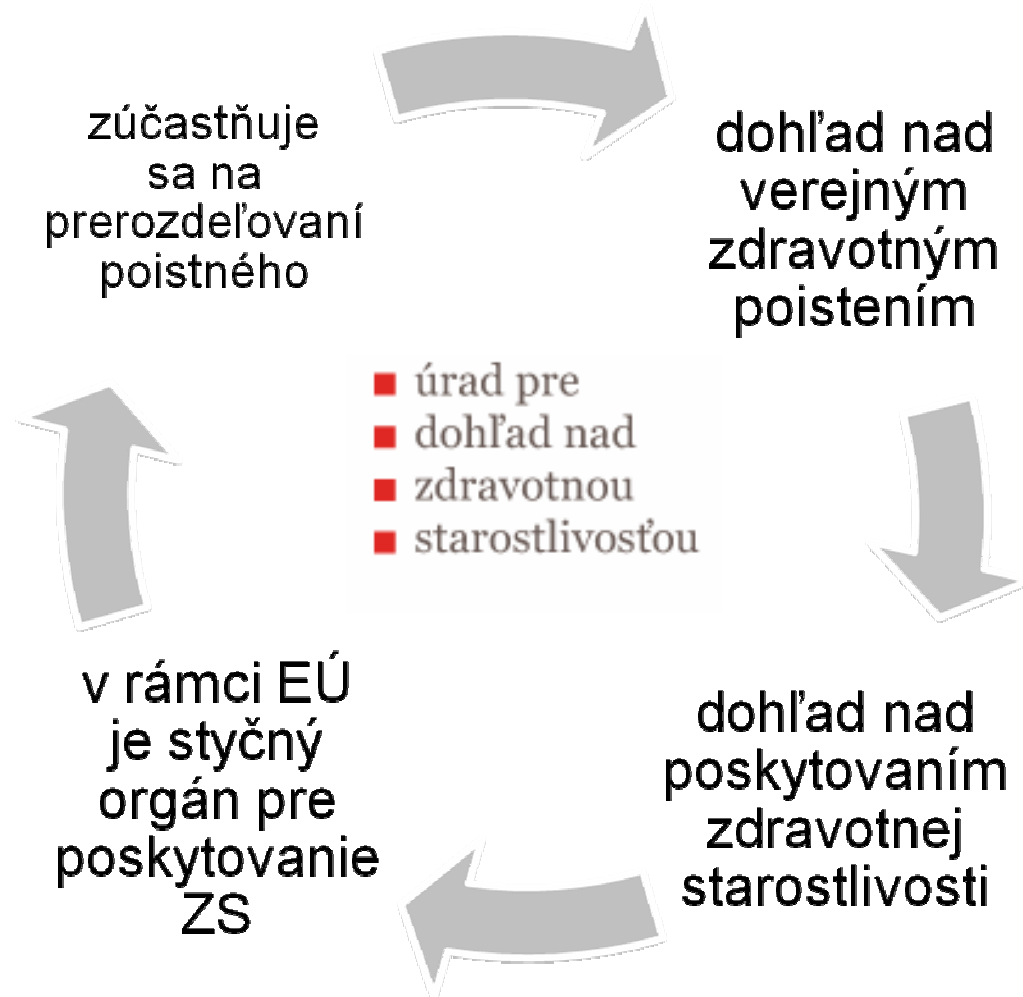 zúčastňuje
sa na
prerozdeľovaní
poistného
dohľad nad
verejným
zdravotným
poistením
úrad pre
dohľad nad
zdravotnou
starostlivosťou
v rámci EÚ
je styčný
orgán pre
poskytovanie
ZS
dohľad nad
poskytovaním
zdravotnej
starostlivosti